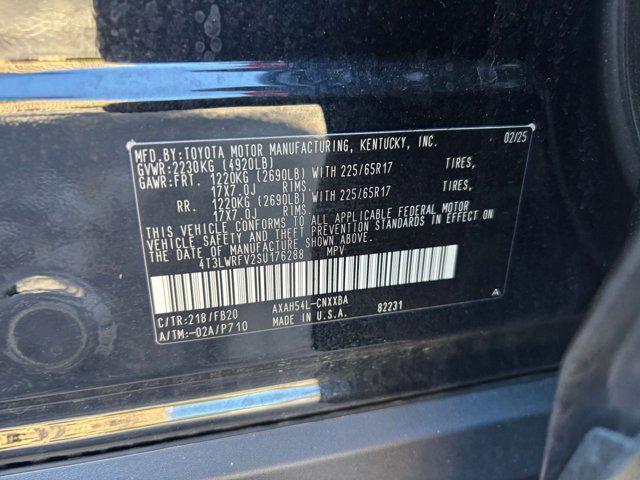 MFD.BY:TOYOTA MOTOR MANUFACTURING, KENTUCKY, INC. 02/25
GVWR:2230KG (4920LB)
GAWR:FRT. 1220KG (2690LB) WITH 225/65R17 TIRES,
17X7.0J RIMS.
RR. 1220KG (2690LB) WITH 225/65R17 TIRES,
17X7.0J RIMS.
THIS VEHICLE CONFORMS TO ALL APPLICABLE FEDERAL MOTOR
VEHICLE SAFETY AND THEFT PREVENTION STANDARDS IN EFFECT ON
THE DATE OF MANUFACTURE SHOWN ABOVE.
4T3LWRFV2SU176288 MPV
C/TR:218/FB20 AXAH54L-CNXXBA 82231 A
A/TM:-02A/P710 MADE IN U.S.A.